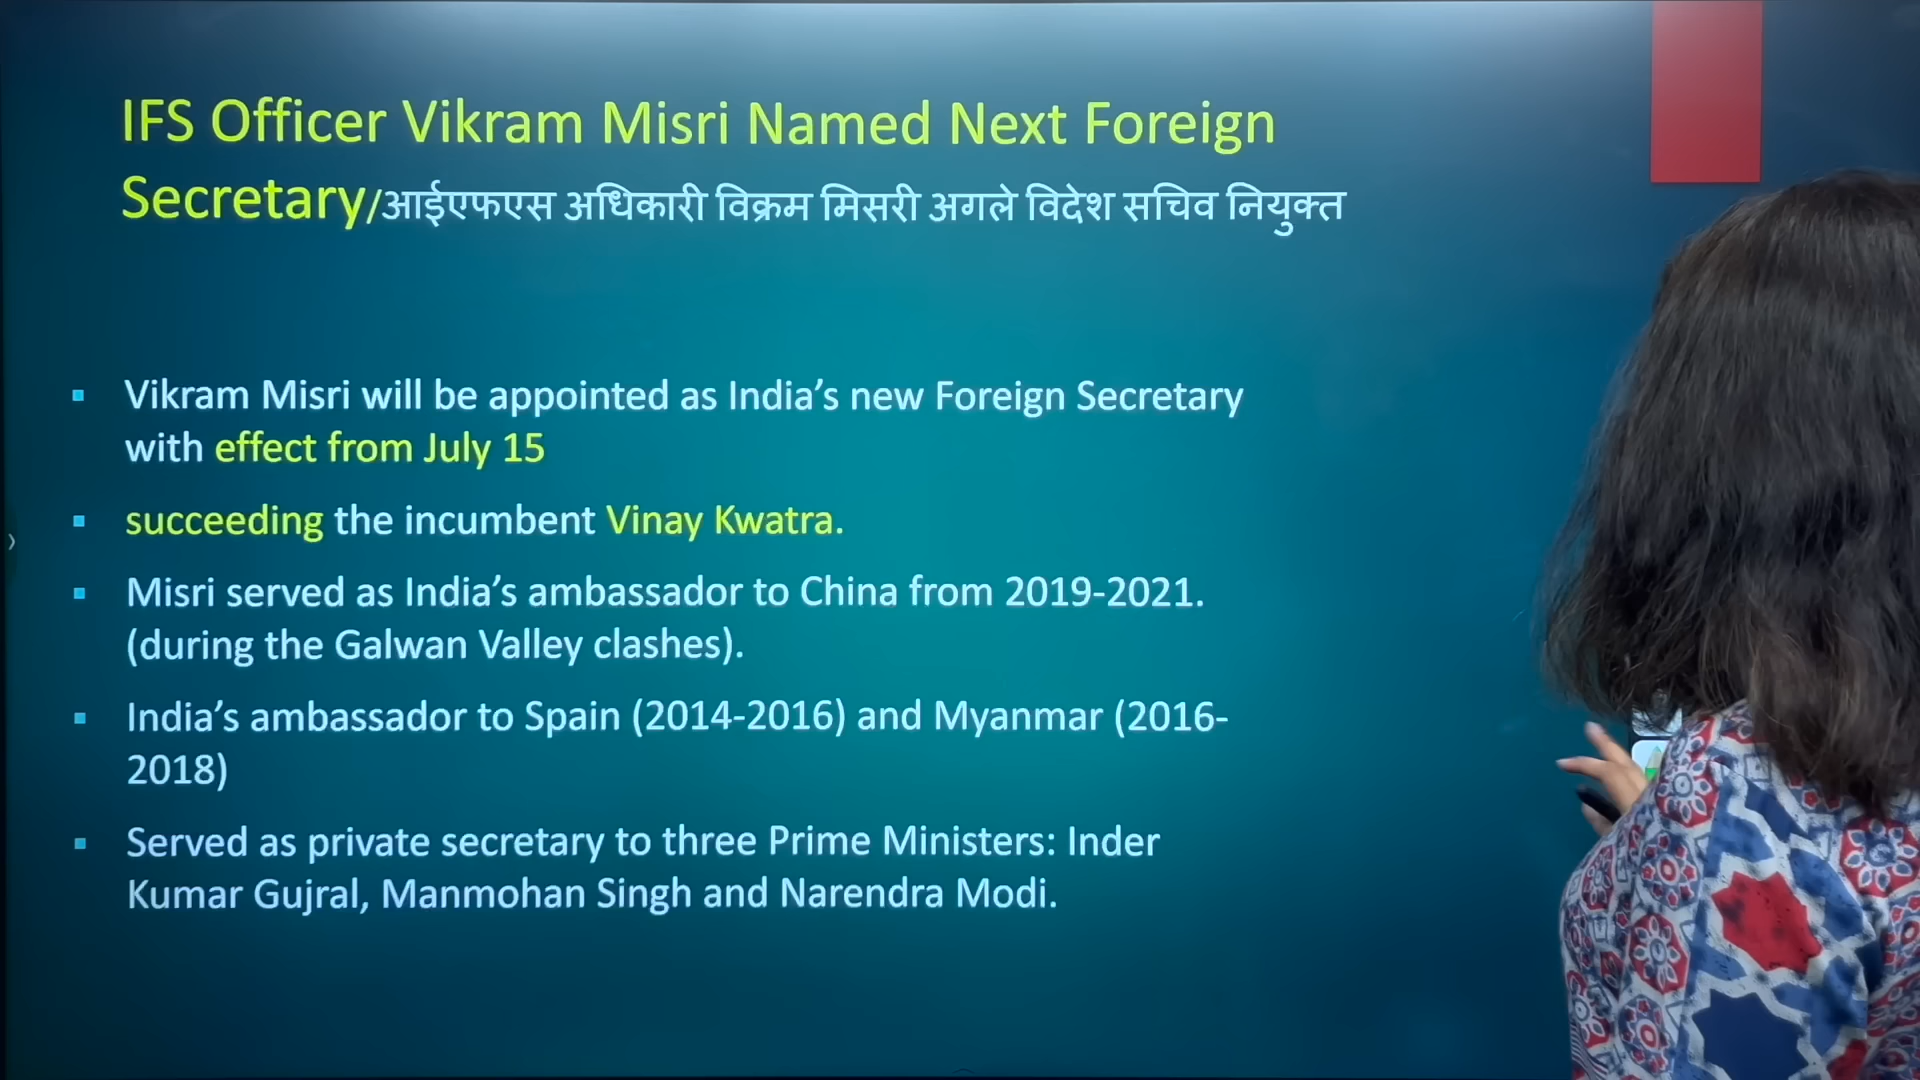 IFS Officer Vikram Misri Named Next Foreign
Secretary/आईएफएस अधिकारी विक्रम मिसरी अगले विदेश सचिव नियुक्त
Vikram Misri will be appointed as India’s new Foreign Secretary
with effect from July 15
succeeding the incumbent Vinay Kwatra.
Misri served as India’s ambassador to China from 2019-2021.
(during the Galwan Valley clashes).
India’s ambassador to Spain (2014-2016) and Myanmar (2016-
2018)
Served as private secretary to three Prime Ministers: Inder
Kumar Gujral, Manmohan Singh and Narendra Modi.